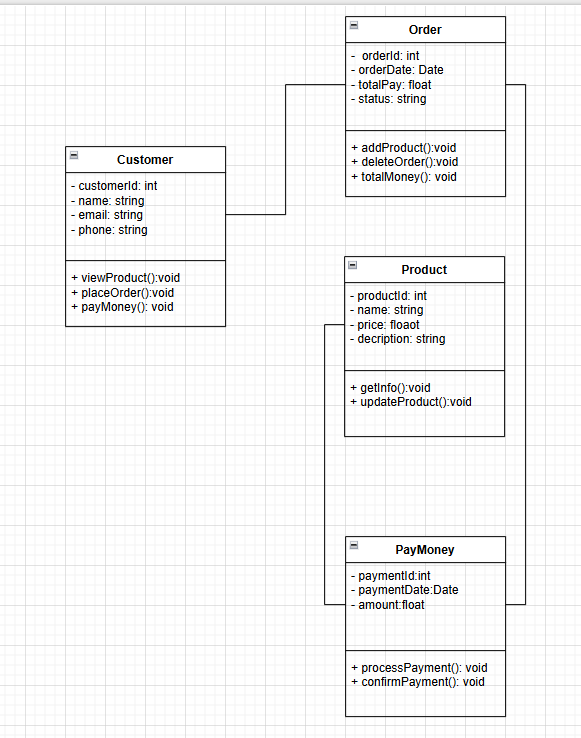 Order
- orderId: int
- orderDate: Date
- totalPay: float
- status: string
+ addProduct():void
+ deleteOrder():void
+ totalMoney(): void
Customer
- customerId: int
- name: string
- email: string
- phone: string
+ viewProduct():void
+ placeOrder():void
+ payMoney(): void
Product
- productId: int
- name: string
- price: floaot
- decription: string
+ getInfo():void
+ updateProduct():void
PayMoney
- paymentId:int
- paymentDate:Date
- amount:float
+ processPayment(): void
+ confirmPayment(): void